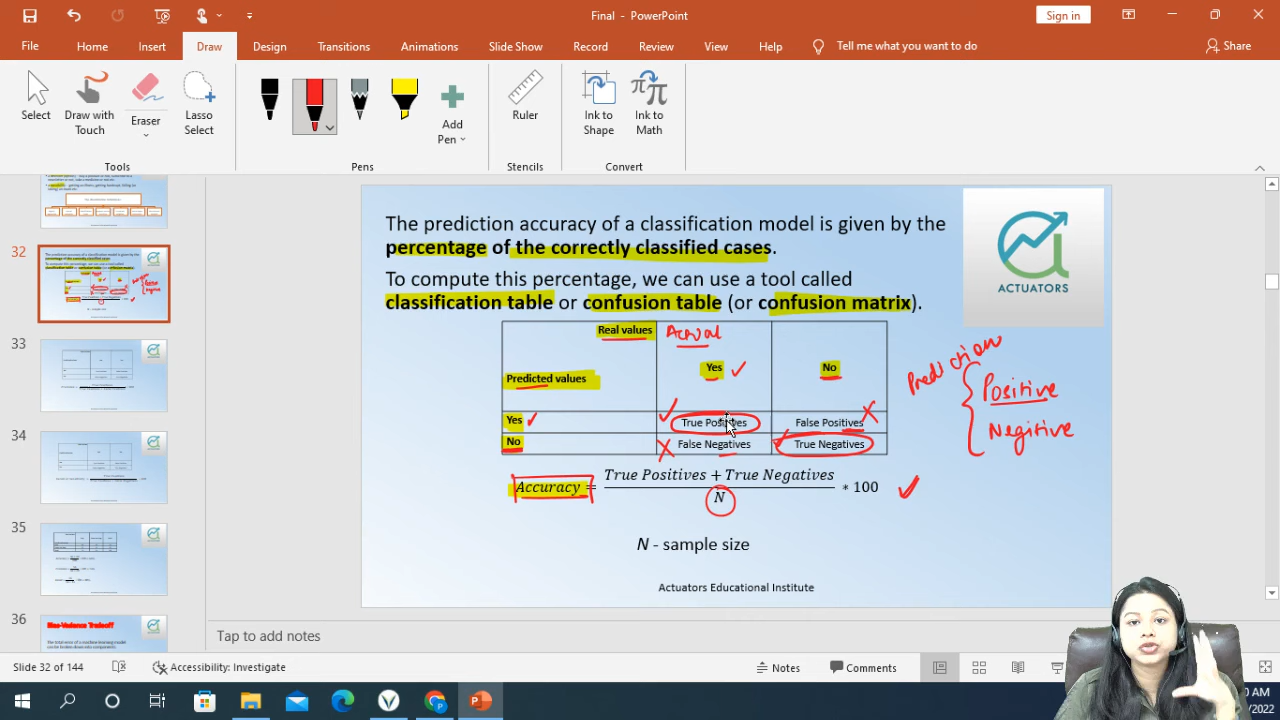 Final - PowerPoint
Sign in
File Home Insert Draw Design Transitions Animations Slide Show Record Review View Help Tell me what you want to do
Share
Select
Draw with Touch
Eraser
Lasso Select
Add Pen
Ruler
Ink to Shape
Ink to Math
Tools Pens Stencils Convert
32
33
34
35
36
Bias-Variance Tradeoff
The prediction accuracy of a classification model is given by the
percentage of the correctly classified cases.
To compute this percentage, we can use a tool called
classification table or confusion table (or confusion matrix).
ACTUATORS
Real values Actual
Yes No
Predicted values
Yes True Positives False Positives
No False Negatives True Negatives
Prediction
Positive
Negitive
Accuracy = True Positives + True Negatives / N * 100
N - sample size
Actuators Educational Institute
Tap to add notes
Slide 32 of 144 Accessibility: Investigate Notes Comments